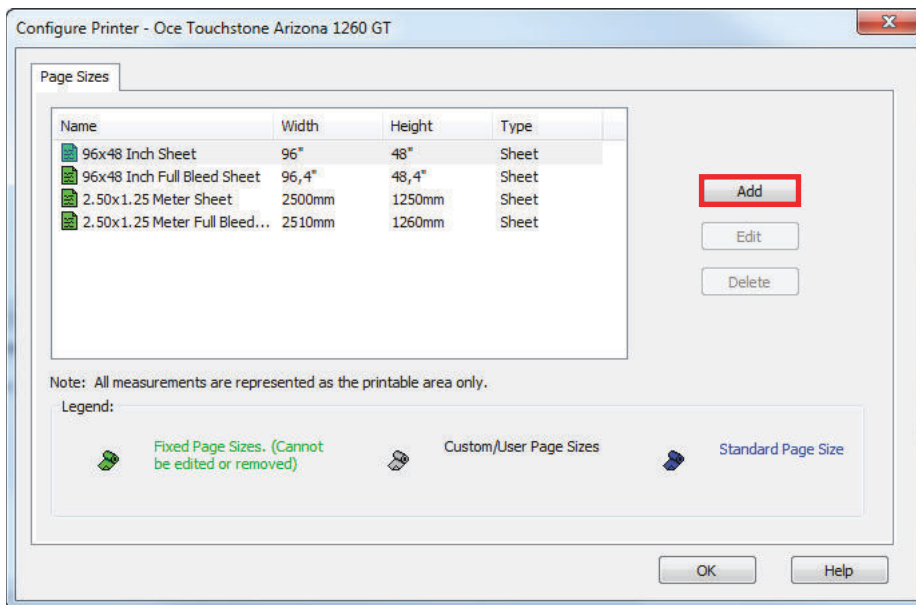 Configure Printer - Oce Touchstone Arizona 1260 GT
X
Page Sizes
Name Width Height Type
96x48 Inch Sheet 96" 48" Sheet
96x48 Inch Full Bleed Sheet 96,4" 48,4" Sheet
2.50x1.25 Meter Sheet 2500mm 1250mm Sheet
2.50x1.25 Meter Full Bleed... 2510mm 1260mm Sheet
Add
Edit
Delete
Note: All measurements are represented as the printable area only.
Legend:
Fixed Page Sizes. (Cannot
be edited or removed)
Custom/User Page Sizes
Standard Page Size
OK Help